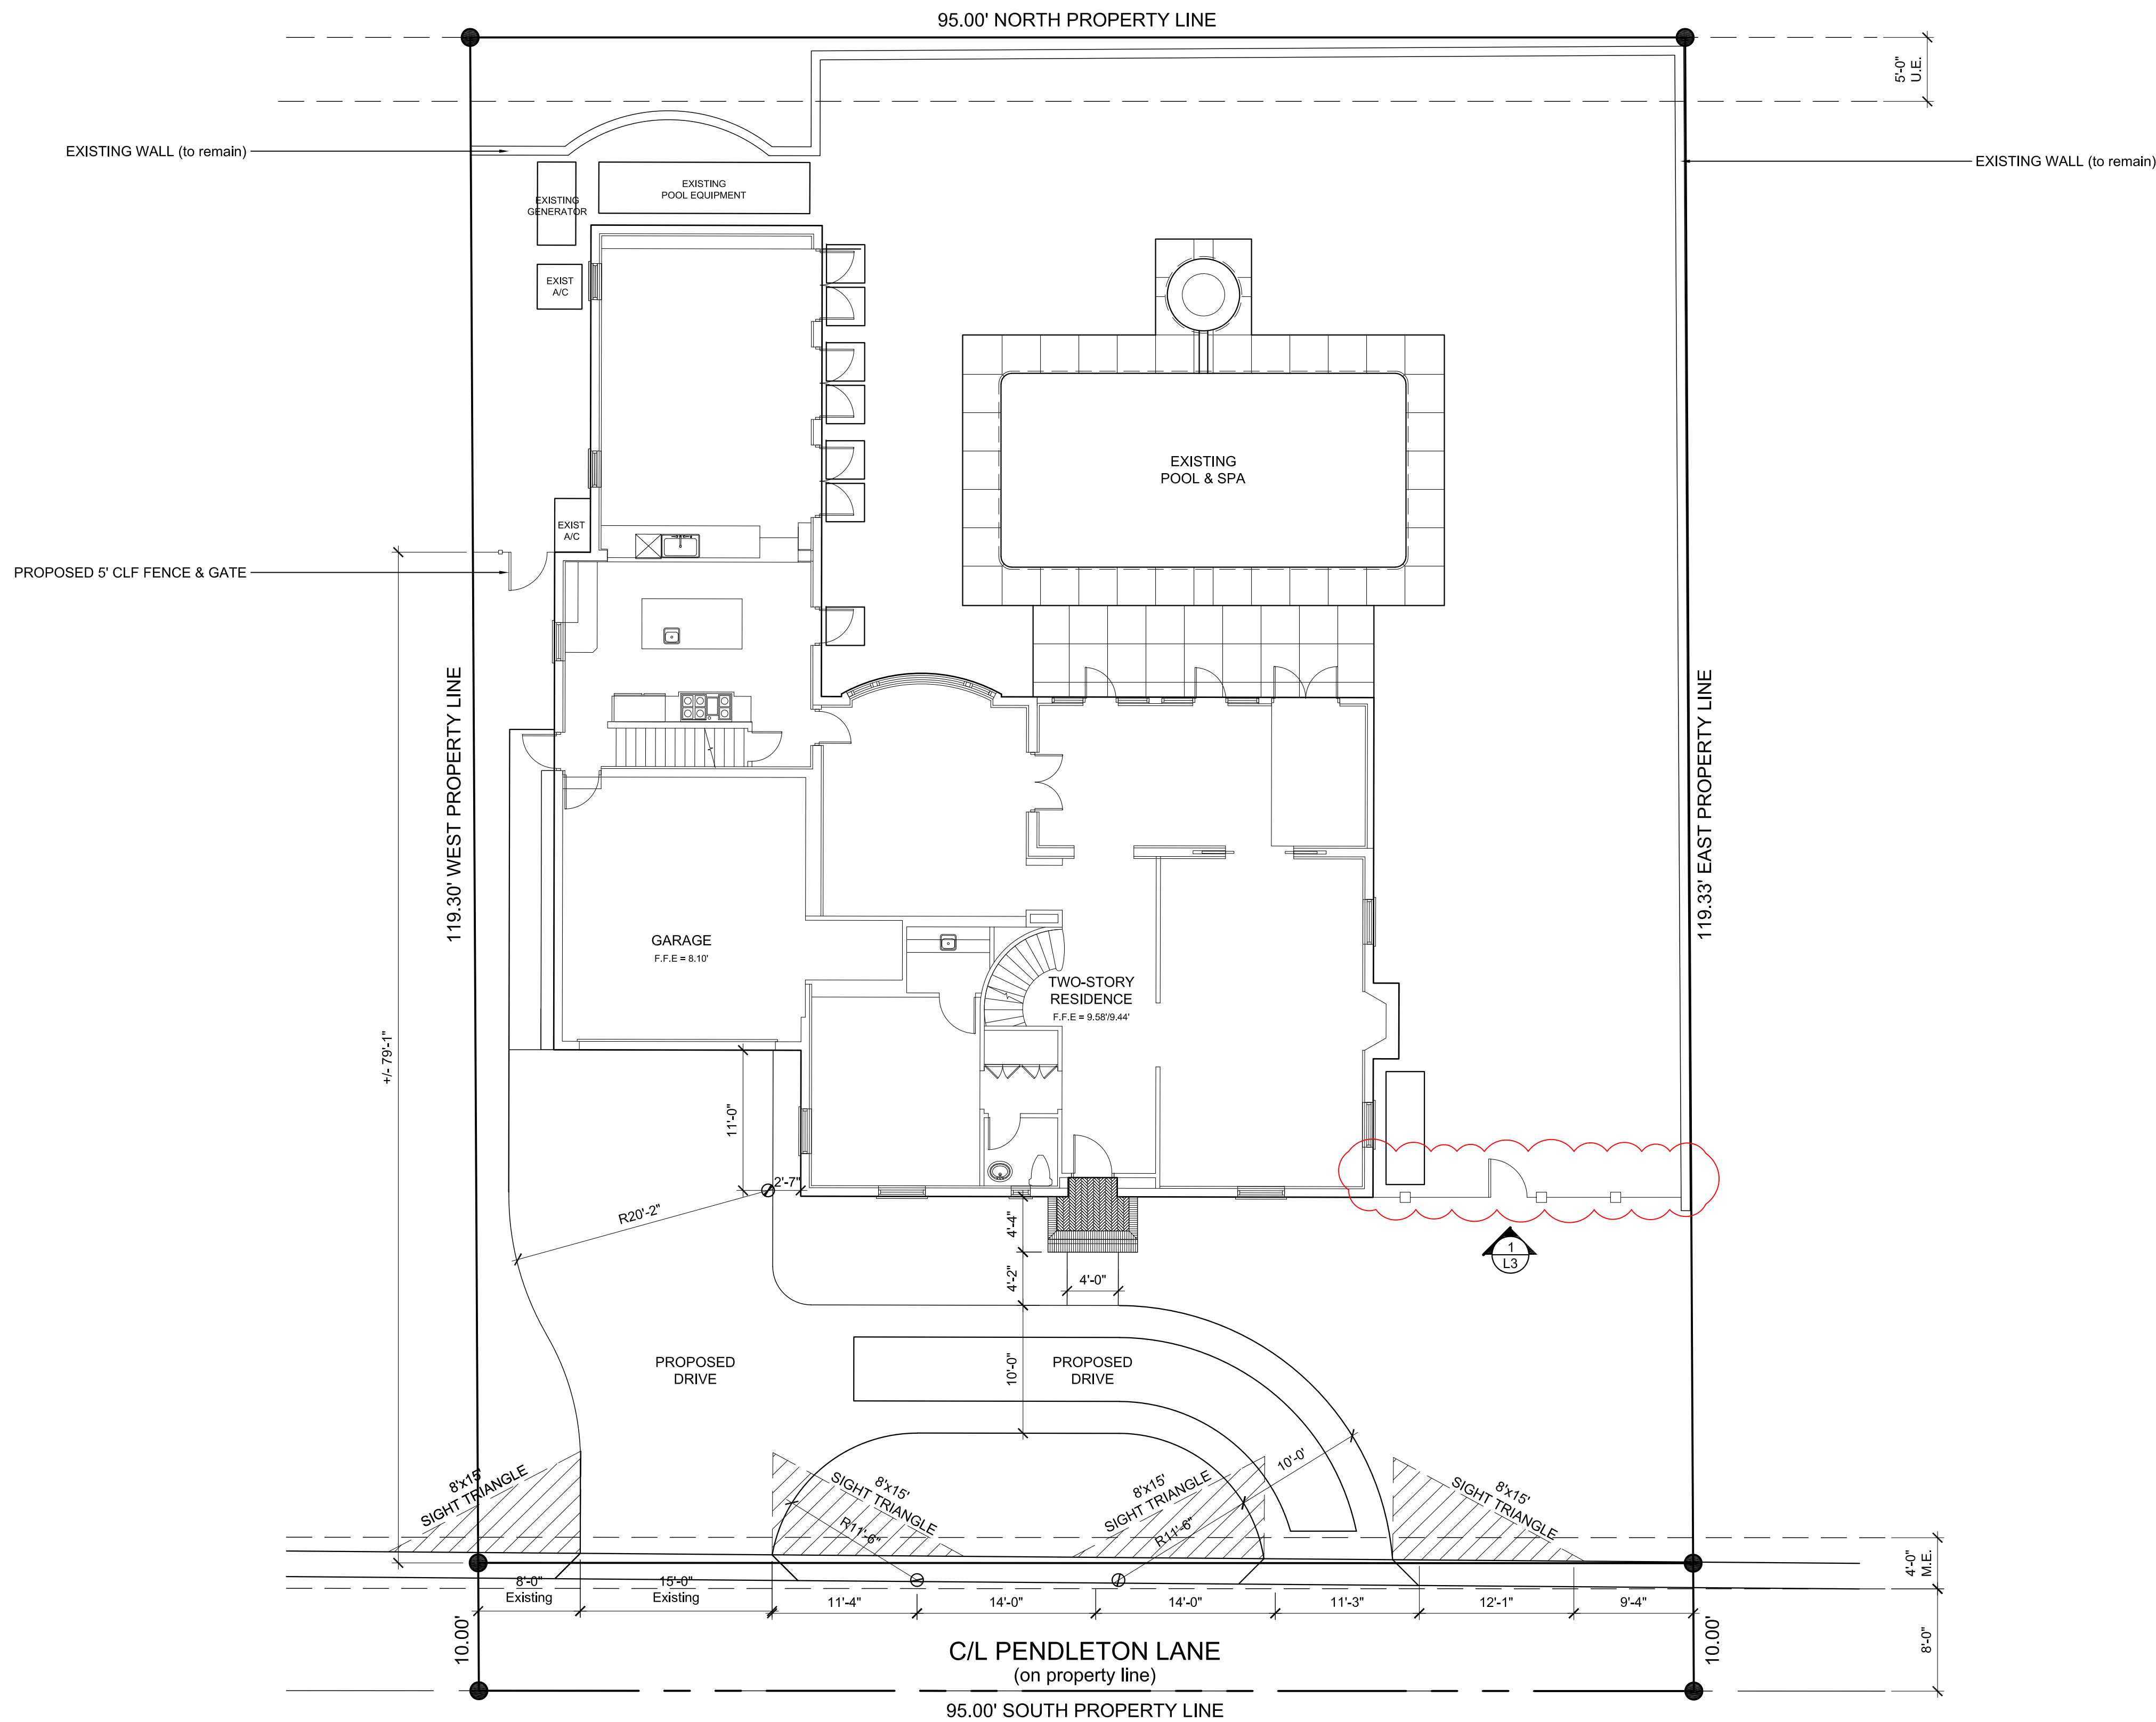 95.00' NORTH PROPERTY LINE
5'-0"
U.E.
EXISTING WALL (to remain)
EXISTING WALL (to remain)
EXISTING
POOL EQUIPMENT
EXISTING
GENERATOR
EXIST
A/C
EXISTING
POOL & SPA
EXIST
A/C
PROPOSED 5' CLF FENCE & GATE
119.30' WEST PROPERTY LINE
119.33' EAST PROPERTY LINE
GARAGE
F.F.E = 8.10'
TWO-STORY
RESIDENCE
F.F.E = 9.58'/9.44'
+/- 79'-1"
11'-0"
2'-7"
R20'-2"
4'-4"
4'-2"
4'-0"
1
L3
PROPOSED
DRIVE
10'-0"
PROPOSED
DRIVE
10'-0'
8'x15'
SIGHT TRIANGLE
8'x15'
SIGHT TRIANGLE
8'x15'
SIGHT TRIANGLE
8'x15'
SIGHT TRIANGLE
R11'-6"
R11'-6"
4'-0"
M.E.
8'-0"
Existing
15'-0"
Existing
11'-4"
14'-0"
14'-0"
11'-3"
12'-1"
9'-4"
10.00'
10.00'
8'-0"
C/L PENDLETON LANE
(on property line)
95.00' SOUTH PROPERTY LINE